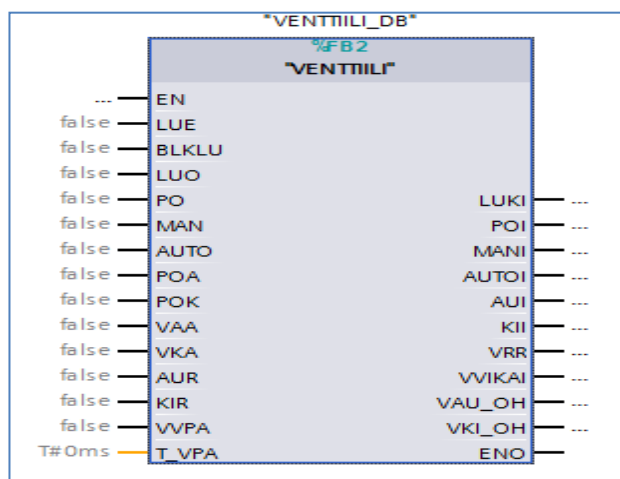 "VENTTIILI_DB"
%FB2
"VENTTIILI"
--- EN
false LUE
false BLKLU
false LUO
false PO LUKI ---
false MAN POI ---
false AUTO MANI ---
false POA AUTOI ---
false POK AUI ---
false VAA KII ---
false VKA VRR ---
false AUR VVIKAI ---
false KIR VAU_OH ---
false VVPA VKI_OH ---
T#0ms T_VPA ENO